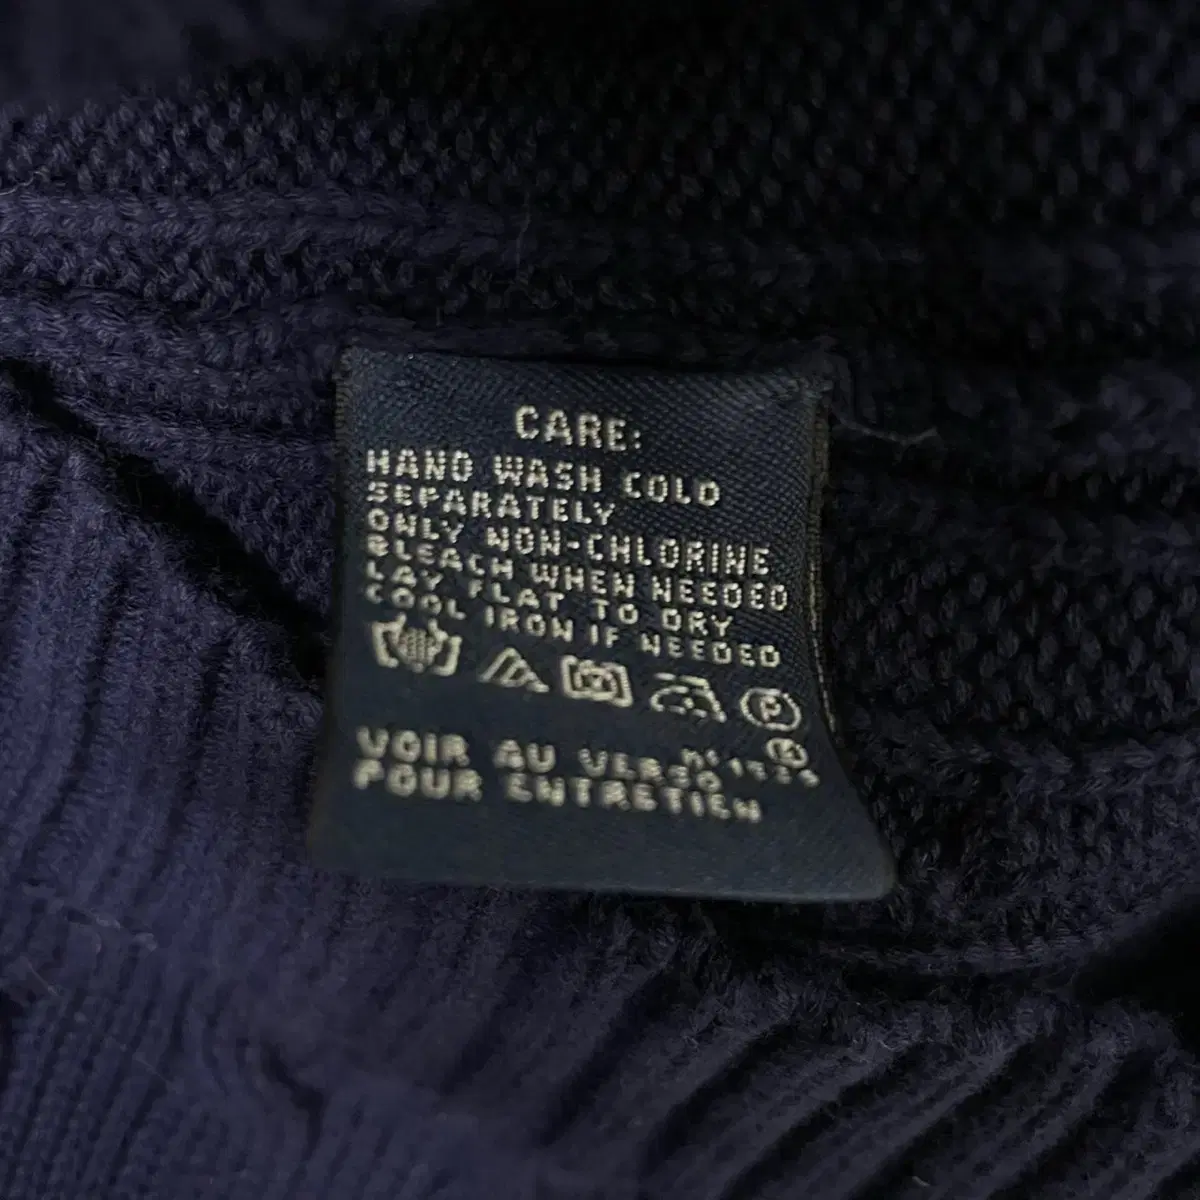 CARE:
HAND WASH COLD
SEPARATELY
ONLY NON-CHLORINE
BLEACH WHEN NEEDED
LAY FLAT TO DRY
COOL IRON IF NEEDED
P
VOIR AU VERSO
POUR ENTRETIEN